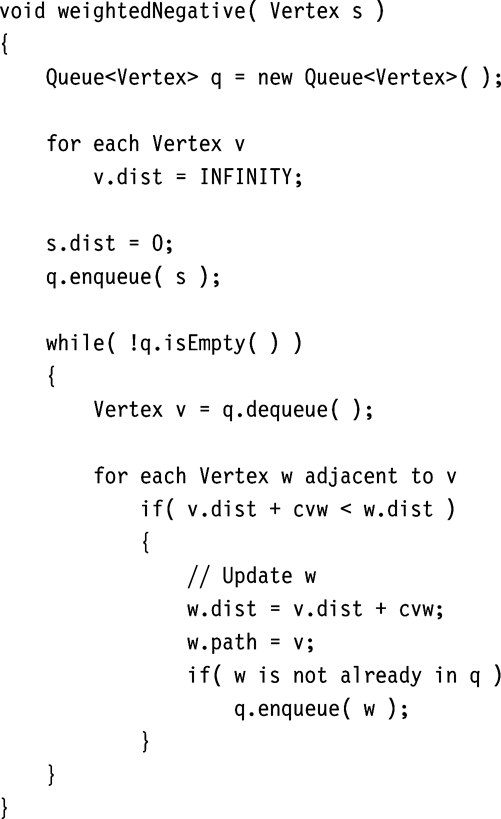 void weightedNegative( Vertex s )
{
    Queue<Vertex> q = new Queue<Vertex>( );

    for each Vertex v
        v.dist = INFINITY;

    s.dist = 0;
    q.enqueue( s );

    while( !q.isEmpty( ) )
    {
        Vertex v = q.dequeue( );

        for each Vertex w adjacent to v
            if( v.dist + cvw < w.dist )
            {
                // Update w
                w.dist = v.dist + cvw;
                w.path = v;
                if( w is not already in q )
                    q.enqueue( w );
            }
    }
}